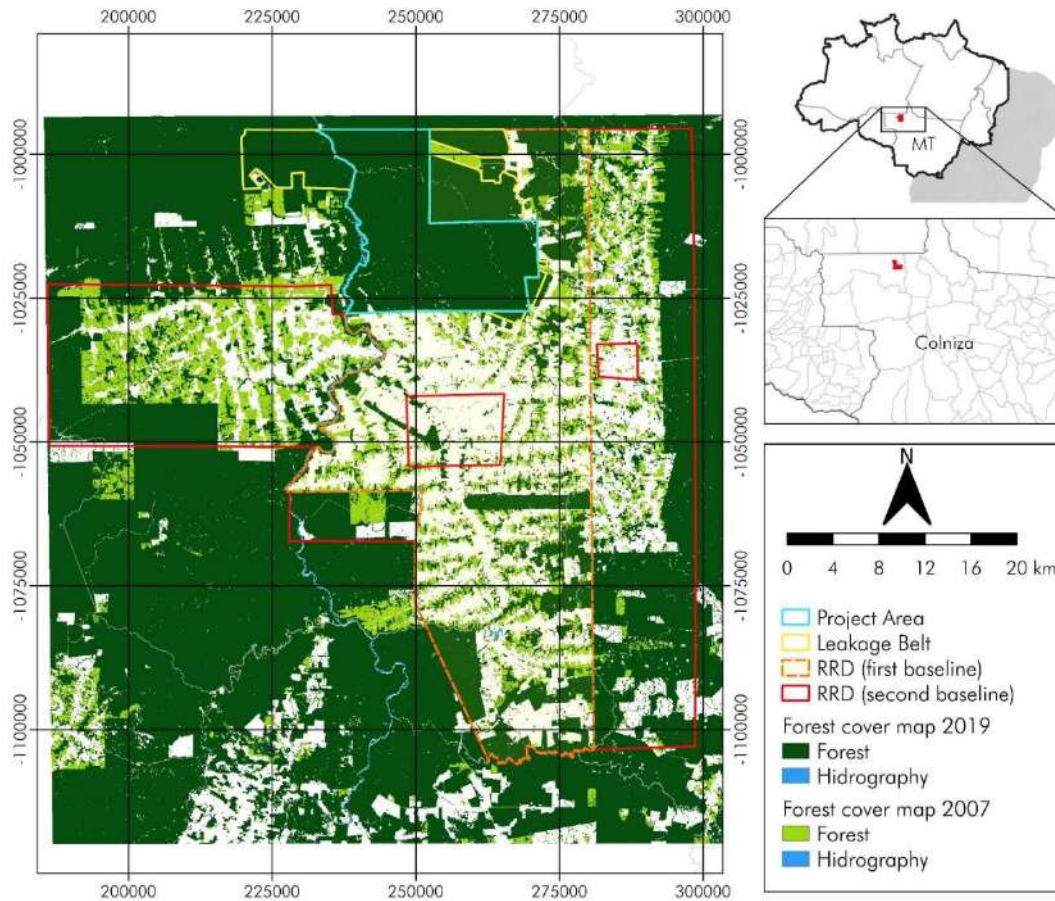 200000 225000 250000 275000 300000
-1000000 -1000000
-1025000 -1025000
-1050000 -1050000
-1075000 -1075000
-1100000 -1100000
200000 225000 250000 275000 300000
MT
Colniza
N
0 4 8 12 16 20 km
Project Area
Leakage Belt
RRD (first baseline)
RRD (second baseline)
Forest cover map 2019
Forest
Hidrography
Forest cover map 2007
Forest
Hidrography